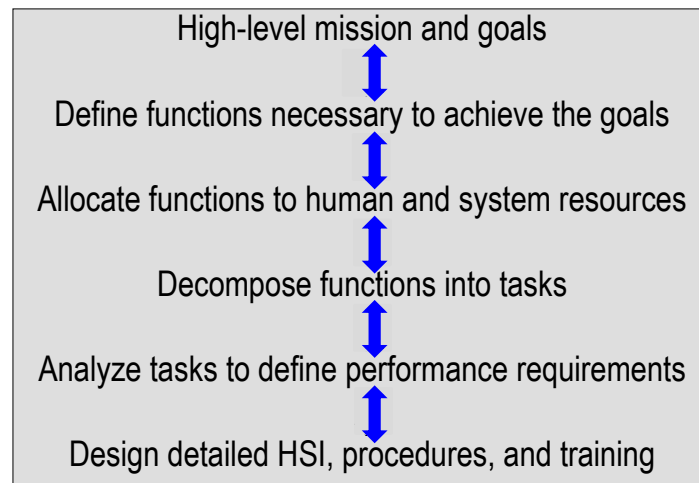 High-level mission and goals
Define functions necessary to achieve the goals
Allocate functions to human and system resources
Decompose functions into tasks
Analyze tasks to define performance requirements
Design detailed HSI, procedures, and training